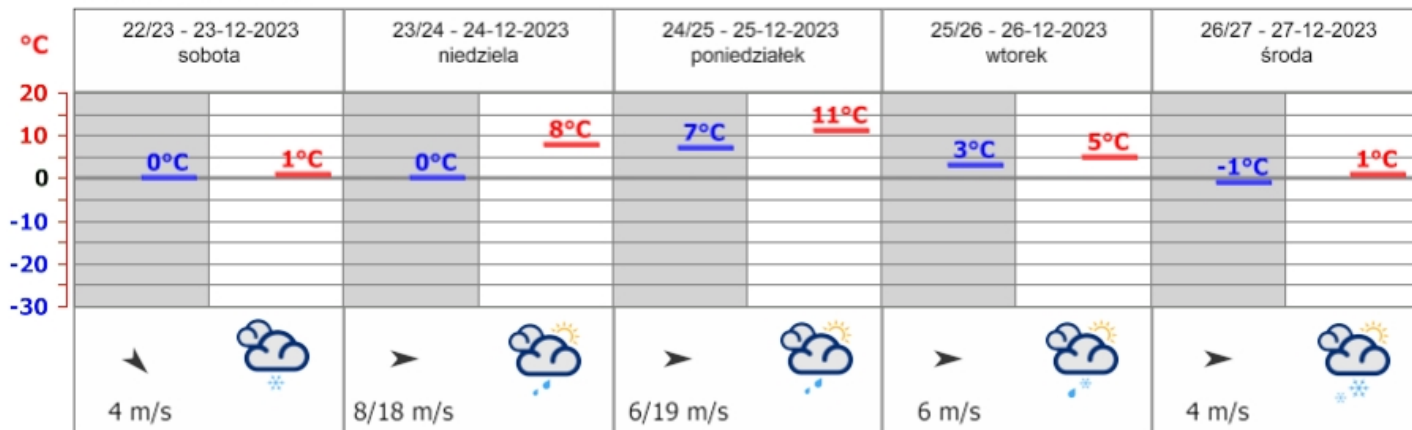 °C
22/23 - 23-12-2023
sobota
23/24 - 24-12-2023
niedziela
24/25 - 25-12-2023
poniedziałek
25/26 - 26-12-2023
wtorek
26/27 - 27-12-2023
środa
20
10
0
-10
-20
-30
0°C
1°C
0°C
8°C
7°C
11°C
3°C
5°C
-1°C
1°C
4 m/s
8/18 m/s
6/19 m/s
6 m/s
4 m/s